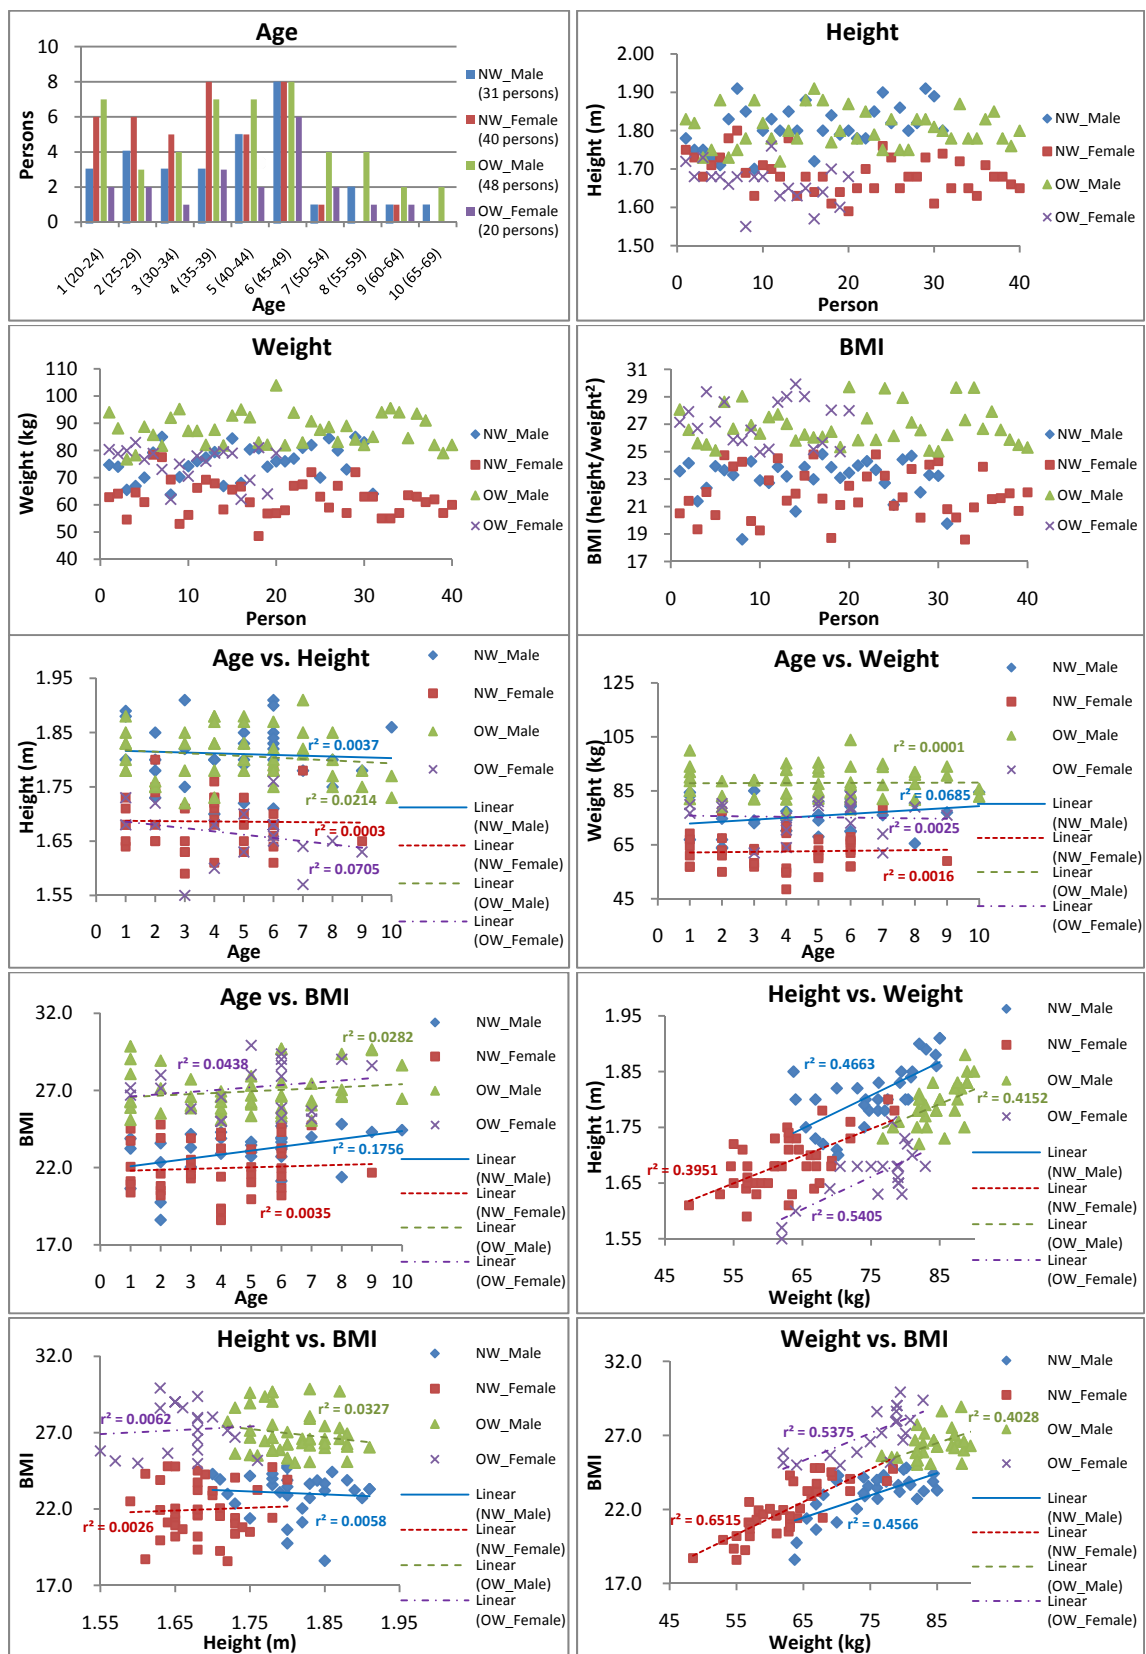 Age
Persons
10
8
6
4
2
0
1 (20-24)
2 (25-29)
3 (30-34)
4 (35-39)
5 (40-44)
6 (45-49)
7 (50-54)
8 (55-59)
9 (60-64)
10 (65-69)
Age
NW_Male
(31 persons)
NW_Female
(40 persons)
OW_Male
(48 persons)
OW_Female
(20 persons)
Height
Height (m)
2.00
1.90
1.80
1.70
1.60
1.50
0 10 20 30 40
Person
NW_Male
NW_Female
OW_Male
OW_Female
Weight
Weight (kg)
110
100
90
80
70
60
50
40
0 10 20 30 40
Person
NW_Male
NW_Female
OW_Male
OW_Female
BMI
BMI (height/weight²)
31
29
27
25
23
21
19
17
0 10 20 30 40
Person
NW_Male
NW_Female
OW_Male
OW_Female
Age vs. Height
Height (m)
1.95
1.85
1.75
1.65
1.55
0 1 2 3 4 5 6 7 8 9 10
Age
r² = 0.0037
r² = 0.0214
r² = 0.0003
r² = 0.0705
NW_Male
NW_Female
OW_Male
OW_Female
Linear
(NW_Male)
Linear
(NW_Female)
Linear
(OW_Male)
Linear
(OW_Female)
Age vs. Weight
Weight (kg)
125
105
85
65
45
0 1 2 3 4 5 6 7 8 9 10
Age
r² = 0.0001
r² = 0.0685
r² = 0.0025
r² = 0.0016
NW_Male
NW_Female
OW_Male
OW_Female
Linear
(NW_Male)
Linear
(NW_Female)
Linear
(OW_Male)
Linear
(OW_Female)
Age vs. BMI
BMI
32.0
27.0
22.0
17.0
0 1 2 3 4 5 6 7 8 9 10
Age
r² = 0.0282
r² = 0.0438
r² = 0.1756
r² = 0.0035
NW_Male
NW_Female
OW_Male
OW_Female
Linear
(NW_Male)
Linear
(NW_Female)
Linear
(OW_Male)
Linear
(OW_Female)
Height vs. Weight
Height (m)
1.95
1.85
1.75
1.65
1.55
45 55 65 75 85
Weight (kg)
r² = 0.4663
r² = 0.4152
r² = 0.3951
r² = 0.5405
NW_Male
NW_Female
OW_Male
OW_Female
Linear
(NW_Male)
Linear
(NW_Female)
Linear
(OW_Male)
Linear
(OW_Female)
Height vs. BMI
BMI
32.0
27.0
22.0
17.0
1.55 1.65 1.75 1.85 1.95
Height (m)
r² = 0.0062
r² = 0.0327
r² = 0.0058
r² = 0.0026
NW_Male
NW_Female
OW_Male
OW_Female
Linear
(NW_Male)
Linear
(NW_Female)
Linear
(OW_Male)
Linear
(OW_Female)
Weight vs. BMI
BMI
32.0
27.0
22.0
17.0
45 55 65 75 85
Weight (kg)
r² = 0.4028
r² = 0.5375
r² = 0.6515
r² = 0.4566
NW_Male
NW_Female
OW_Male
OW_Female
Linear
(NW_Male)
Linear
(NW_Female)
Linear
(OW_Male)
Linear
(OW_Female)